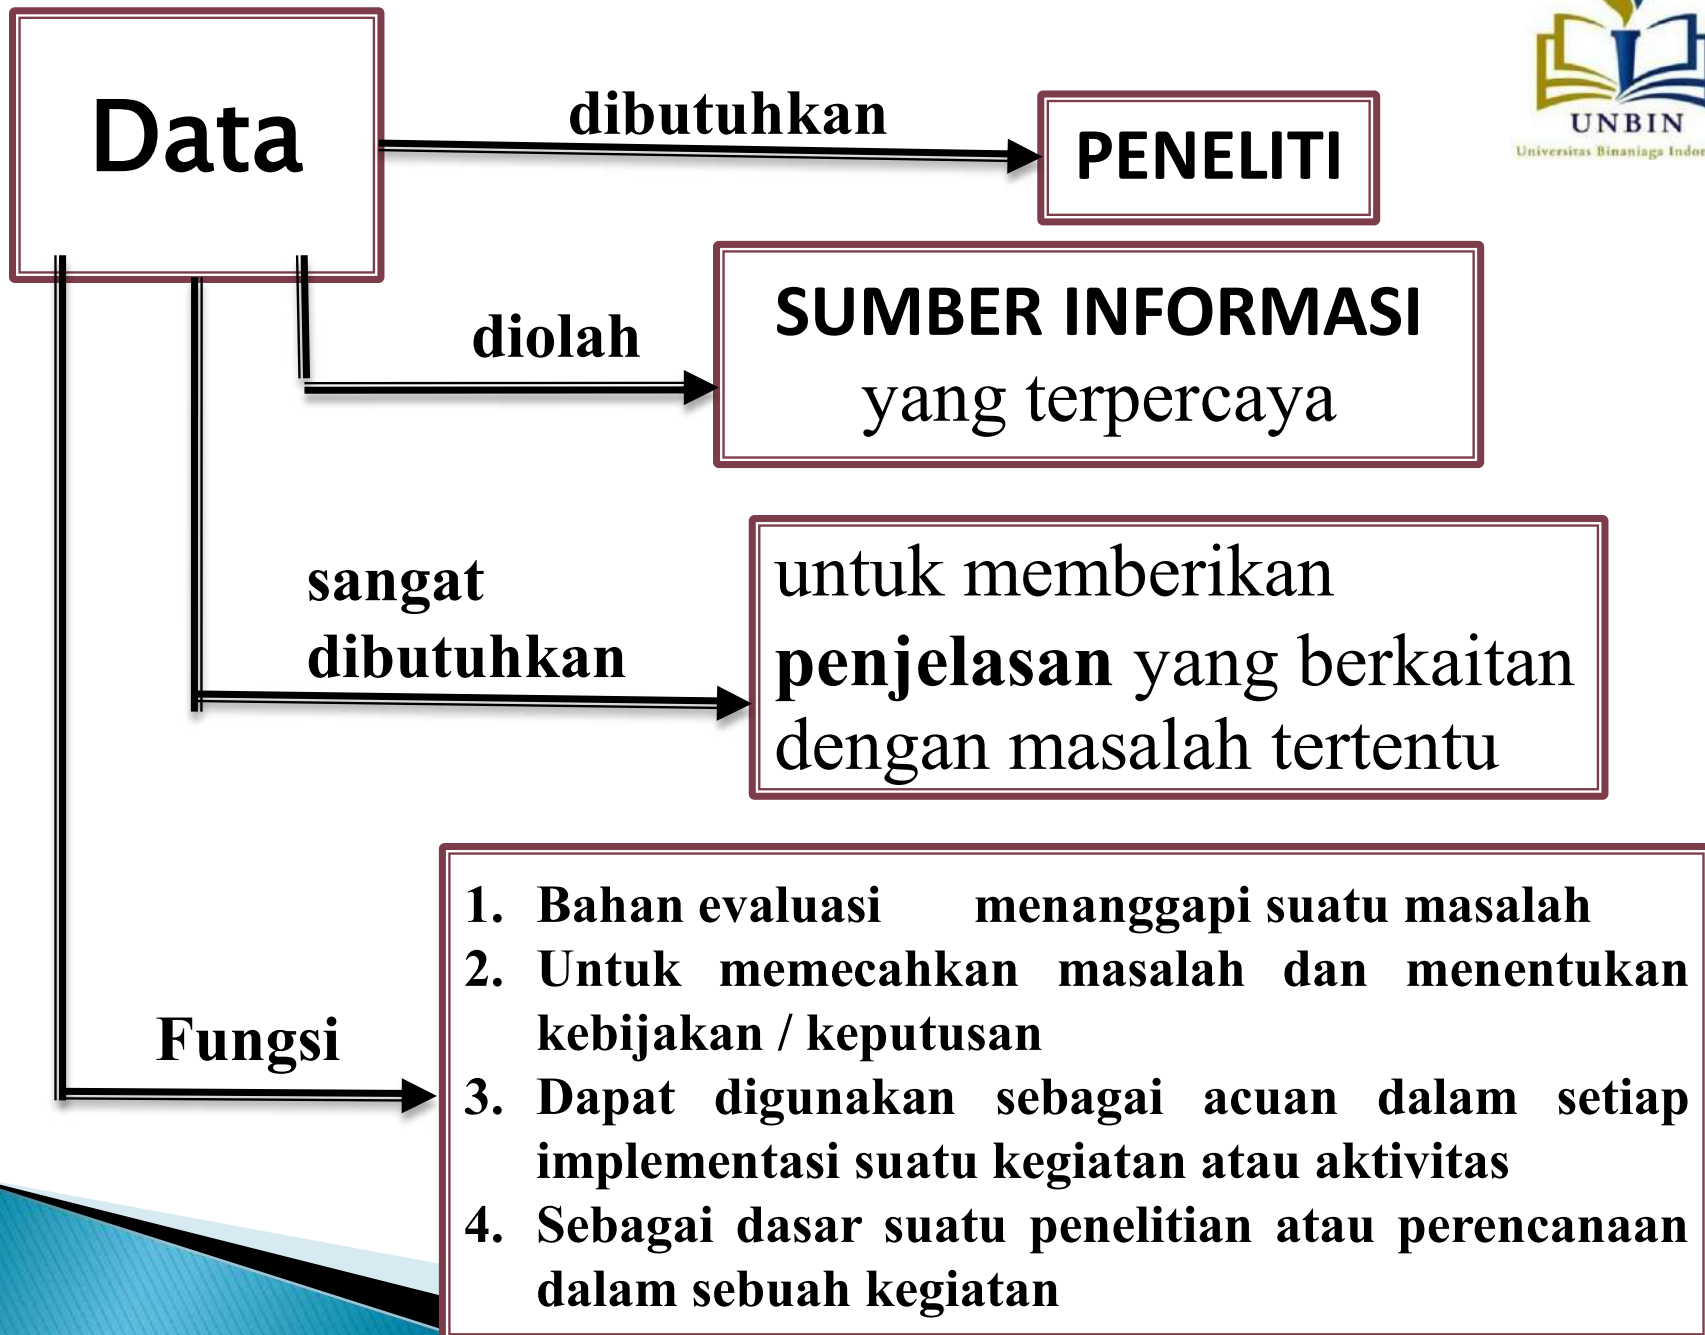 Data
dibutuhkan
PENELITI
UNBIN
Universitas Binaniaga
diolah
SUMBER INFORMASI
yang terpercaya
sangat
dibutuhkan
untuk memberikan
penjelasan yang berkaitan
dengan masalah tertentu
Fungsi
1. Bahan evaluasi menanggapi suatu masalah
2. Untuk memecahkan masalah dan menentukan
kebijakan / keputusan
3. Dapat digunakan sebagai acuan dalam setiap
implementasi suatu kegiatan atau aktivitas
4. Sebagai dasar suatu penelitian atau perencanaan
dalam sebuah kegiatan